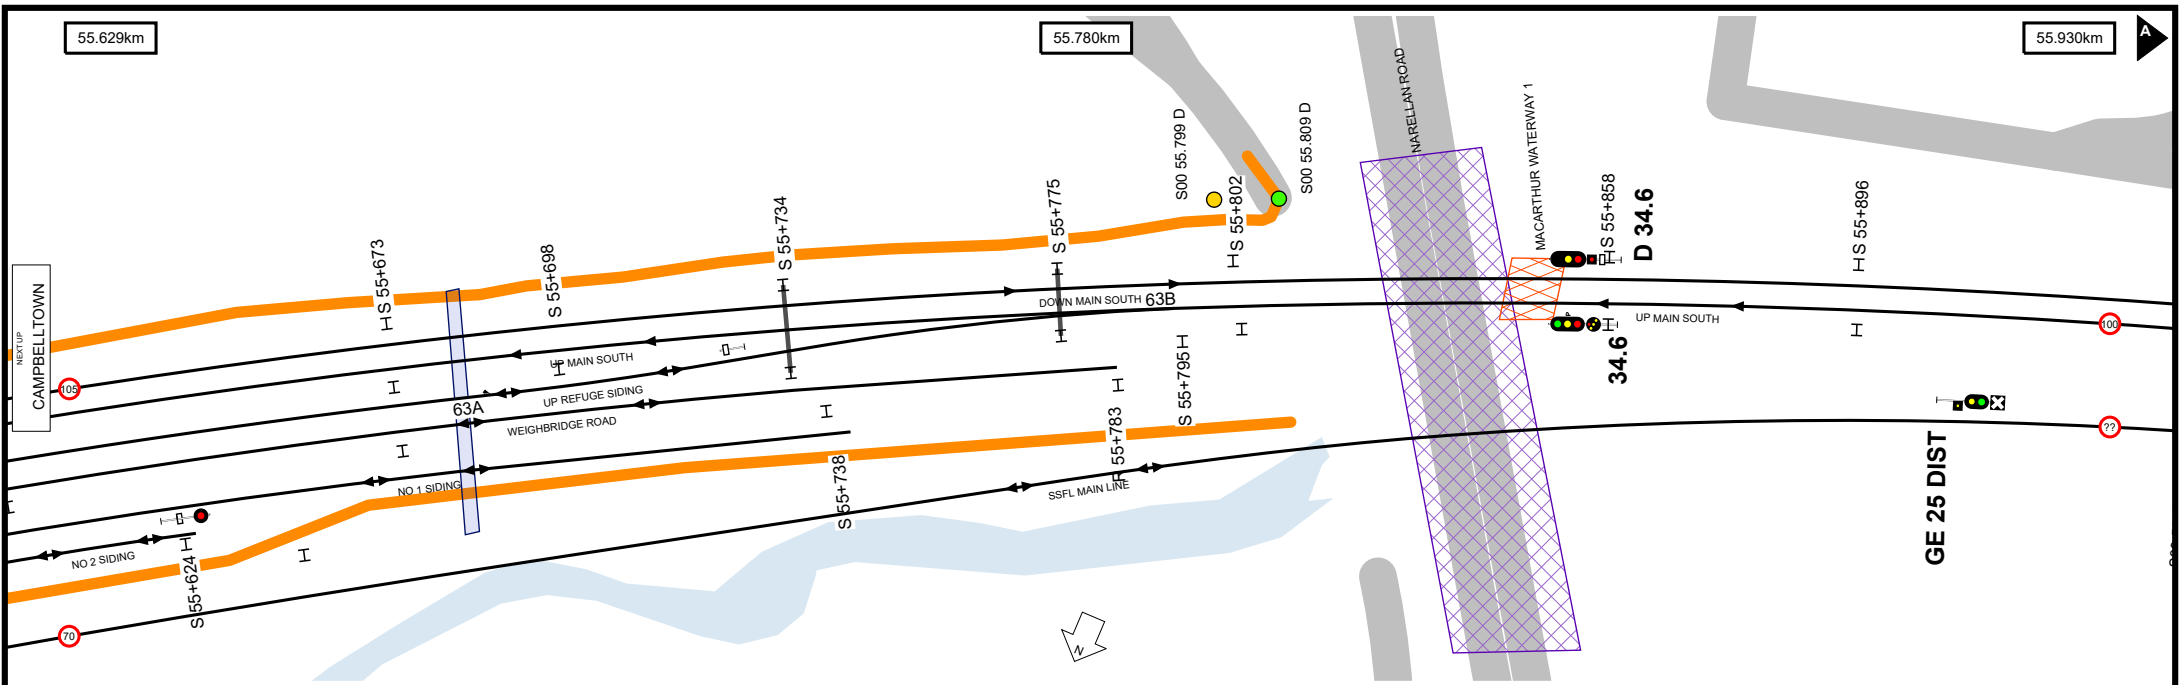 55.629km
55.780km
55.930km
A
NARELLAN ROAD
MACARTHUR WATERWAY 1
S00 55.799 D
S00 55.809 D
S 55+673
S 55+698
S 55+734
S 55+775
S 55+802
S 55+858
D 34.6
S 55+896
NEXT UP
CAMPBELLTOWN
105
DOWN MAIN SOUTH
63B
UP MAIN SOUTH
UP MAIN SOUTH
100
34.6
UP REFUGE SIDING
63A
WEIGHBRIDGE ROAD
S 55+795
55+783
NO 1 SIDING
S 55+738
SSFL MAIN LINE
??
GE 25 DIST
NO 2 SIDING
S 55+624
70
N